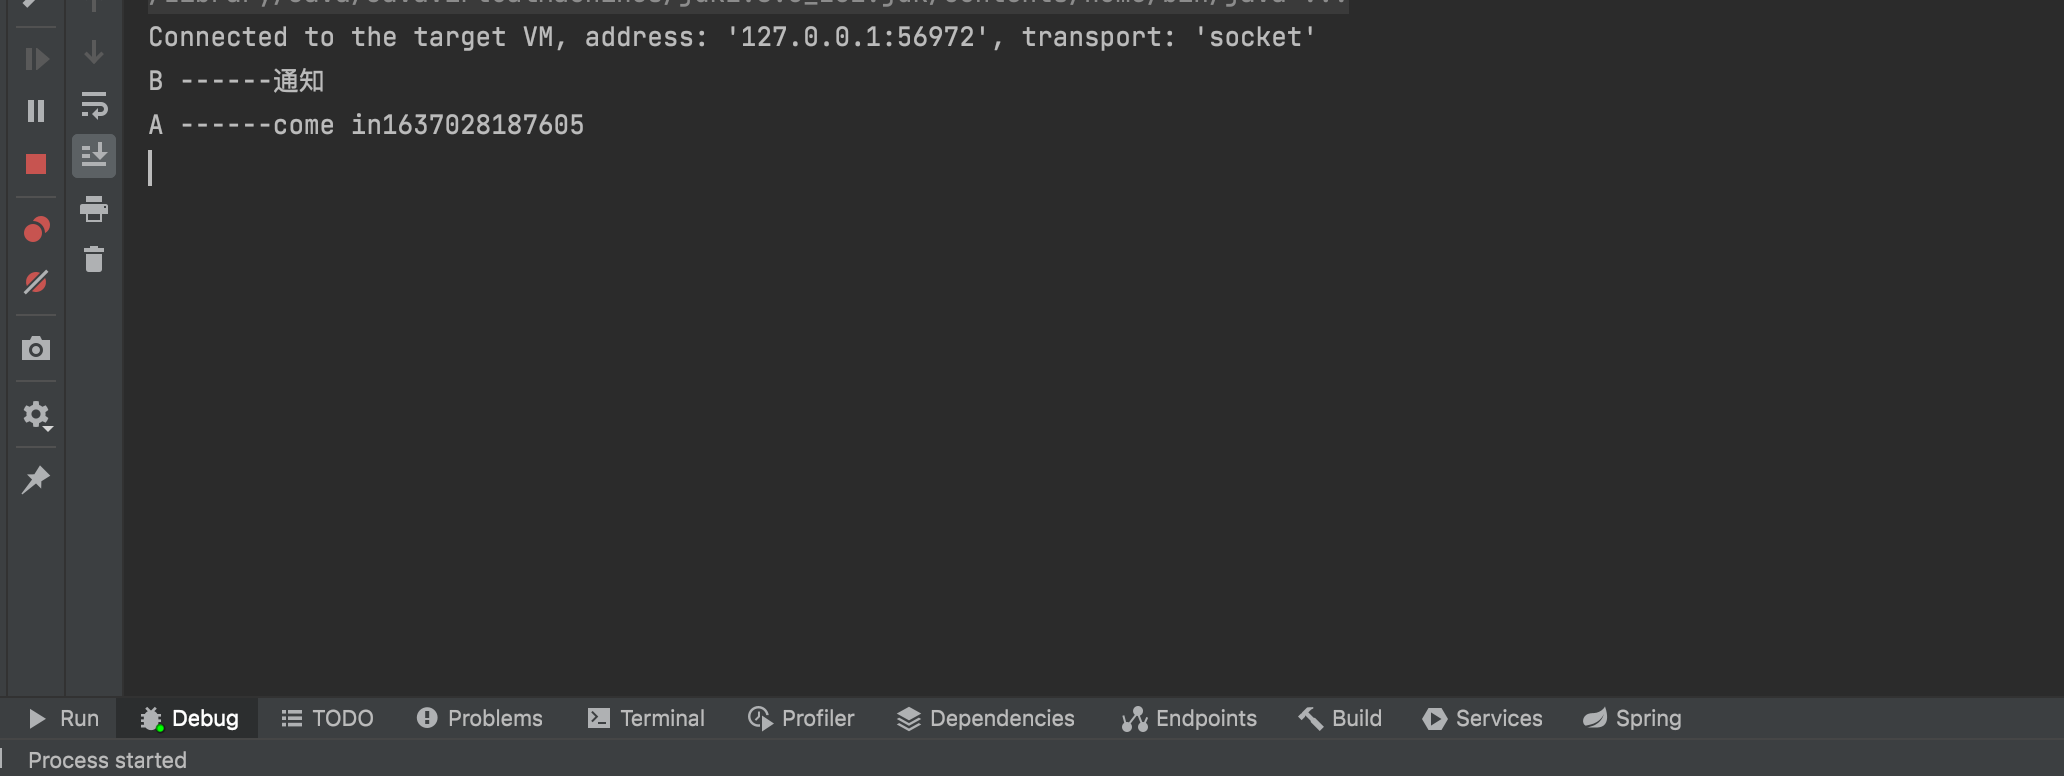 Connected to the target VM, address: '127.0.0.1:56972', transport: 'socket'
B ------通知
A ------come in1637028187605
Run Debug TODO Problems Terminal Profiler Dependencies Endpoints Build Services Spring
Process started